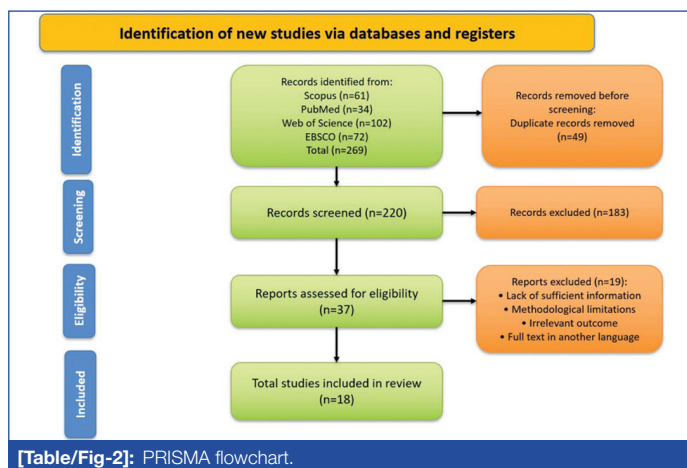 Identification of new studies via databases and registers
Identification
Records identified from:
Scopus (n=61)
PubMed (n=34)
Web of Science (n=102)
EBSCO (n=72)
Total (n=269)
Records removed before
screening:
Duplicate records removed
(n=49)
Screening
Records screened (n=220)
Records excluded (n=183)
Eligibility
Reports assessed for eligibility
(n=37)
Reports excluded (n=19):
• Lack of sufficient information
• Methodological limitations
• Irrelevant outcome
• Full text in another language
Included
Total studies included in review
(n=18)
[Table/Fig-2]: PRISMA flowchart.